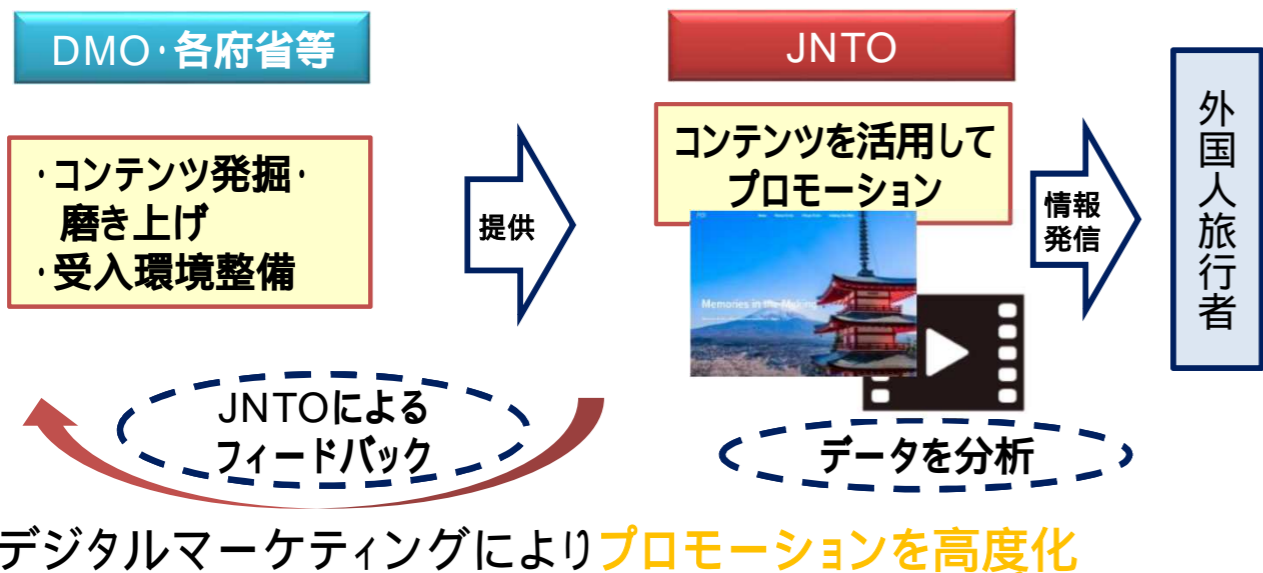 DMO・各府省等
JNTO
・コンテンツ発掘・
磨き上げ
・受入環境整備
提供
コンテンツを活用して
プロモーション
Memories in the Making
情報
発信
外国人旅行者
JNTOによる
フィードバック
データを分析
デジタルマーケティングによりプロモーションを高度化